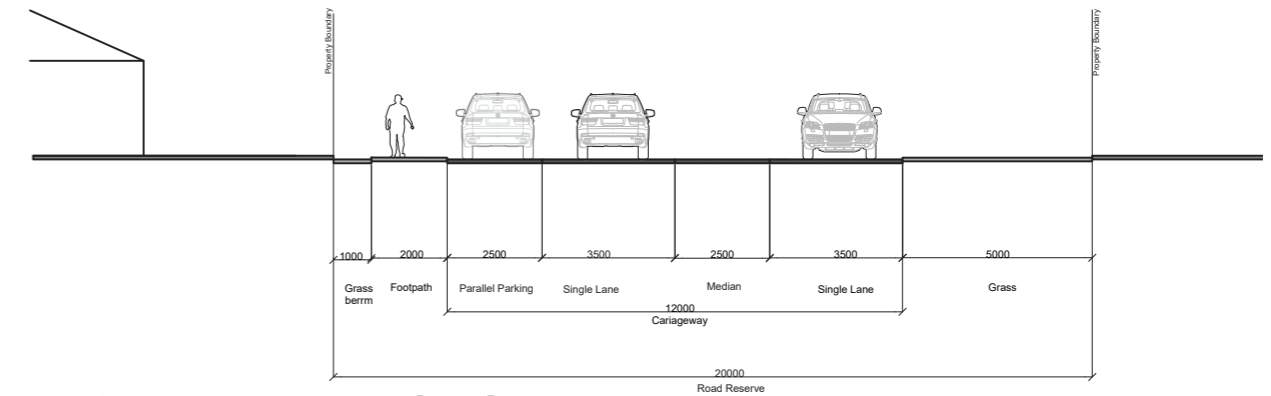 Property Boundary
Property Boundary
1000
2000
2500
3500
2500
3500
5000
Grass
berrm
Footpath
Parallel Parking
Single Lane
Median
Single Lane
Grass
12000
Cariageway
20000
Road Reserve